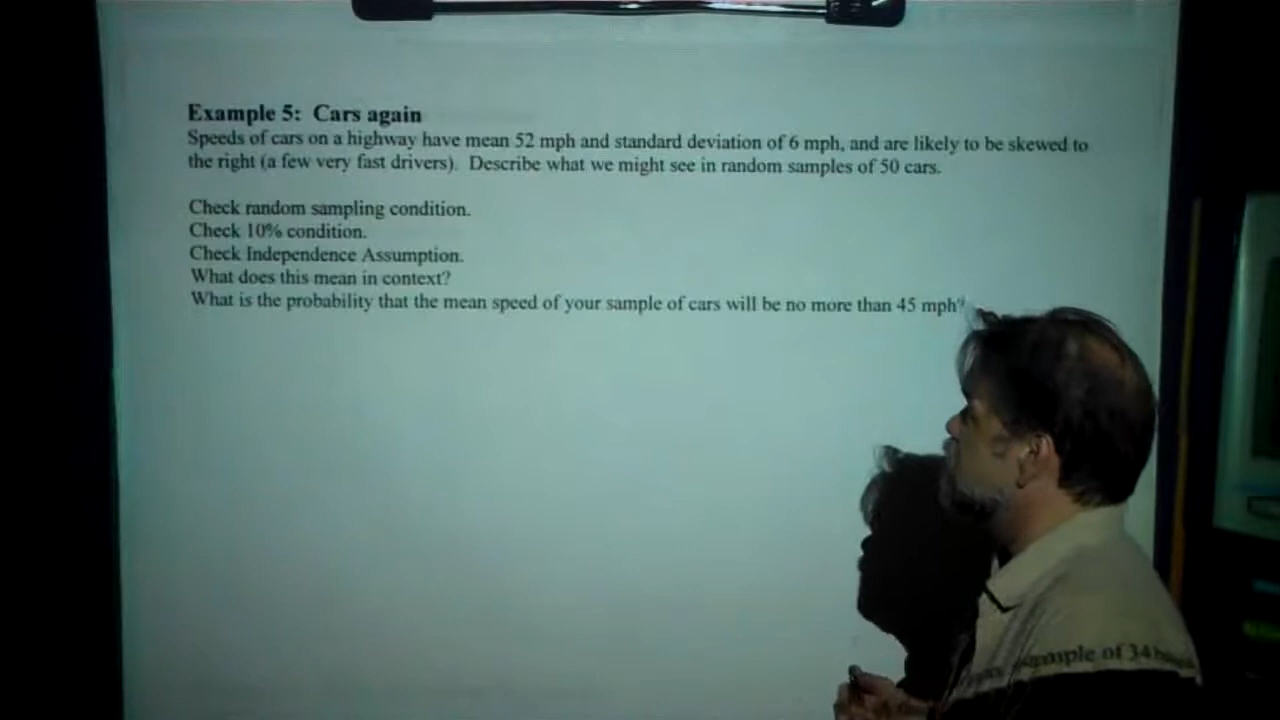 Example 5: Cars again
Speeds of cars on a highway have mean 52 mph and standard deviation of 6 mph, and are likely to be skewed to
the right (a few very fast drivers). Describe what we might see in random samples of 50 cars.
Check random sampling condition.
Check 10% condition.
Check Independence Assumption.
What does this mean in context?
What is the probability that the mean speed of your sample of cars will be no more than 45 mph?
sample of 34